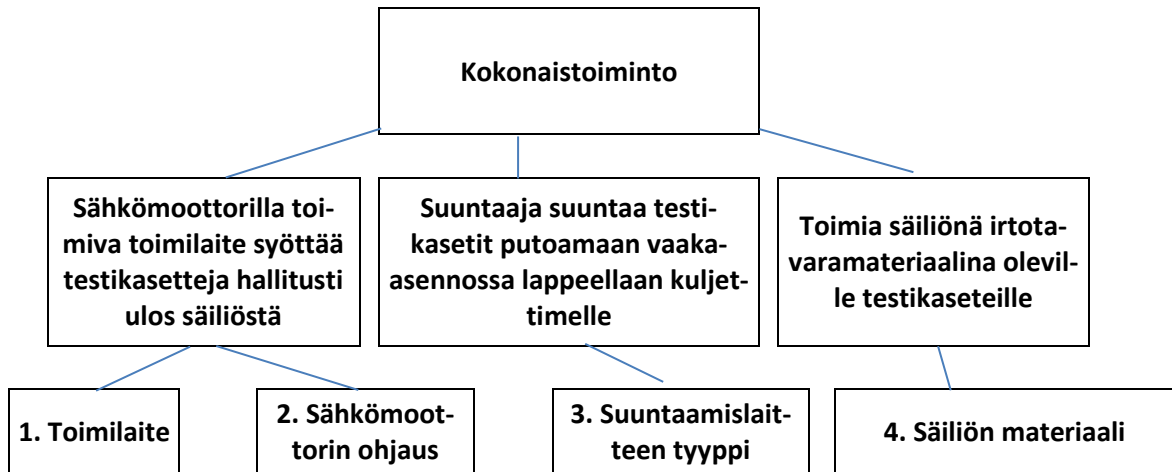 Kokonaistoiminto
Sähkömoottorilla toi-
miva toimilaite syöttää
testikasetteja hallitusti
ulos säiliöstä
Suuntaaja suuntaa testi-
kasetit putoamaan vaaka-
asennossa lappeellaan kuljet-
timelle
Toimia säiliönä irtota-
varamateriaalina olevil-
le testikaseteille
1. Toimilaite
2. Sähkömoot-
torin ohjaus
3. Suuntaamislait-
teen tyyppi
4. Säiliön materiaali